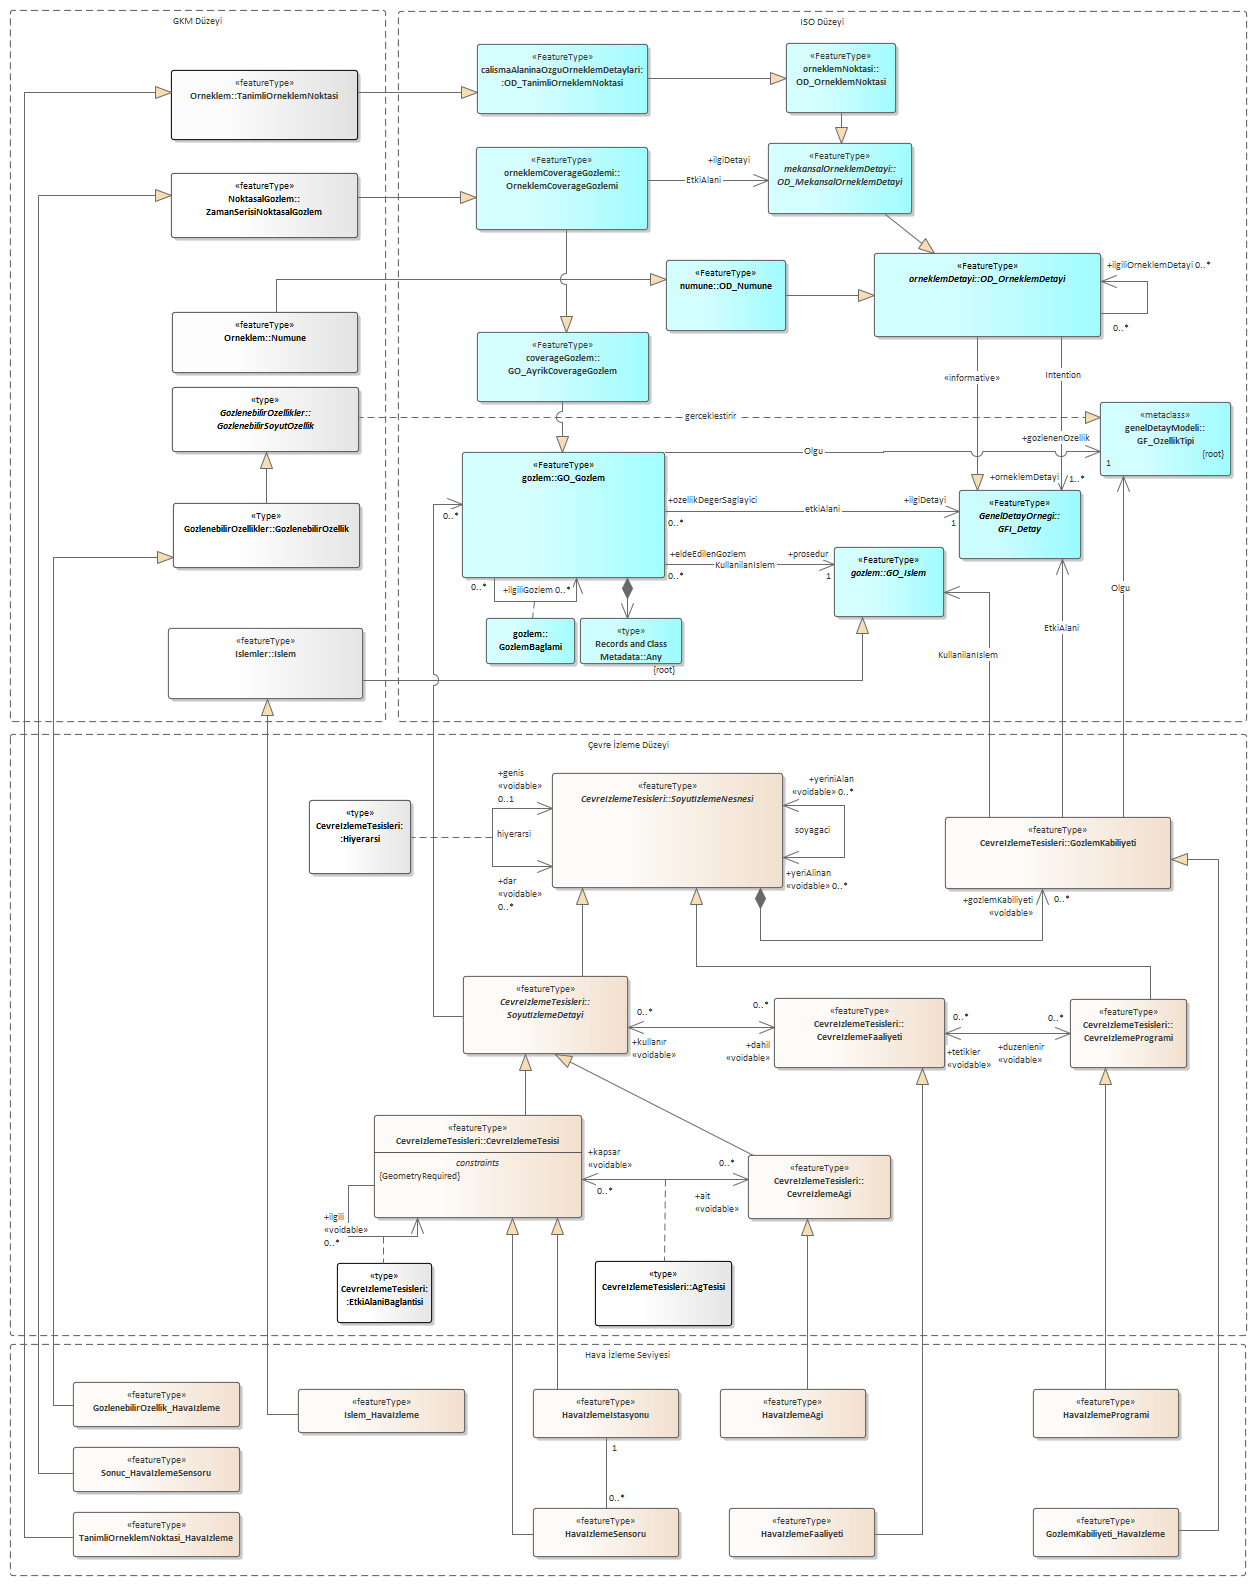 GKM Düzeyi
«featureType»
Orneklem::TanimliOrneklemNoktasi
«featureType»
NoktasalGozlem::
ZamanSerisiNoktasalGozlem
«featureType»
Orneklem::Numune
«type»
GozlenebilirOzellikler::
GozlenebilirSoyutOzellik
«Type»
GozlenebilirOzellikler::GozlenebilirOzellik
«featureType»
Islemler::Islem
ISO Düzeyi
«FeatureType»
calismaAlaninaOzguOrneklemDetaylari:
:OD_TanimliOrneklemNoktasi
«FeatureType»
orneklemNoktasi::
OD_OrneklemNoktasi
«FeatureType»
orneklemCoverageGozlemi::
OrneklemCoverageGozlemi
+ilgiDetayi
EtkiAlani
«FeatureType»
mekansalOrneklemDetayi::
OD_MekansalOrneklemDetayi
«FeatureType»
numune::OD_Numune
«FeatureType»
orneklemDetayi::OD_OrneklemDetayi
+ilgiliOrneklemDetayi 0..*
0..*
«FeatureType»
coverageGozlem::
GO_AyrikCoverageGozlem
«informative»
Intention
gerceklestir
«metaclass»
genelDetayModeli::
GF_OzellikTipi
{root}
+gozlenenOzellik
1
Olgu
«FeatureType»
gozlem::GO_Gozlem
0..*
+orneklemDetayi
1..*
+ozellikDegerSaglayici
0..*
etkiAlani
+ilgiDetayi
1
«FeatureType»
GenelDetayOrnegi::
GFI_Detay
+eldeEdilenGozlem
0..*
KullanilanIslem
+prosedur
1
«FeatureType»
gozlem::GO_Islem
0..*
+ilgiliGozlem 0..*
gozlem::
GozlemBaglami
«type»
Records and Class
Metadata::Any
{root}
KullanilanIslem
EtkiAlani
Olgu
Çevre İzleme Düzeyi
«type»
CevreIzlemeTesisleri:
:Hiyerarsi
+genis
«voidable»
0..1
hiyerarsi
+dar
«voidable»
0..*
«featureType»
CevreIzlemeTesisleri::SoyutIzlemeNesnesi
+yeriniAlan
«voidable» 0..*
soyagaci
+yeriAlinan
«voidable» 0..*
«featureType»
CevreIzlemeTesisleri::GozlemKabiliyeti
+gozlemKabiliyeti
«voidable»
0..*
«featureType»
CevreIzlemeTesisleri::
SoyutIzlemeDetayi
0..*
+kullanır
«voidable»
0..*
+dahil
«voidable»
«featureType»
CevreIzlemeTesisleri::
CevreIzlemeFaaliyeti
0..*
+tetikler
«voidable»
0..*
+duzenlenir
«voidable»
«featureType»
CevreIzlemeTesisleri::
CevreIzlemeProgrami
«featureType»
CevreIzlemeTesisleri::CevreIzlemeTesisi
constraints
{GeometryRequired}
+ilgili
«voidable»
0..*
+kapsar
«voidable»
0..*
0..*
+ait
«voidable»
«featureType»
CevreIzlemeTesisleri::
CevreIzlemeAgi
«type»
CevreIzlemeTesisleri:
:EtkiAlaniBaglantisi
«type»
CevreIzlemeTesisleri::AgTesisi
Hava İzleme Seviyesi
«featureType»
GozlenebilirOzellik_HavaIzleme
«featureType»
Islem_HavaIzleme
«featureType»
HavaIzlemeIstasyonu
«featureType»
HavaIzlemeAgi
«featureType»
HavaIzlemeProgrami
1
0..*
«featureType»
Sonuc_HavaIzlemeSensoru
«featureType»
TanimliOrneklemNoktasi_HavaIzleme
«featureType»
HavaIzlemeSensoru
«featureType»
HavaIzlemeFaaliyeti
«featureType»
GozlemKabiliyeti_HavaIzleme